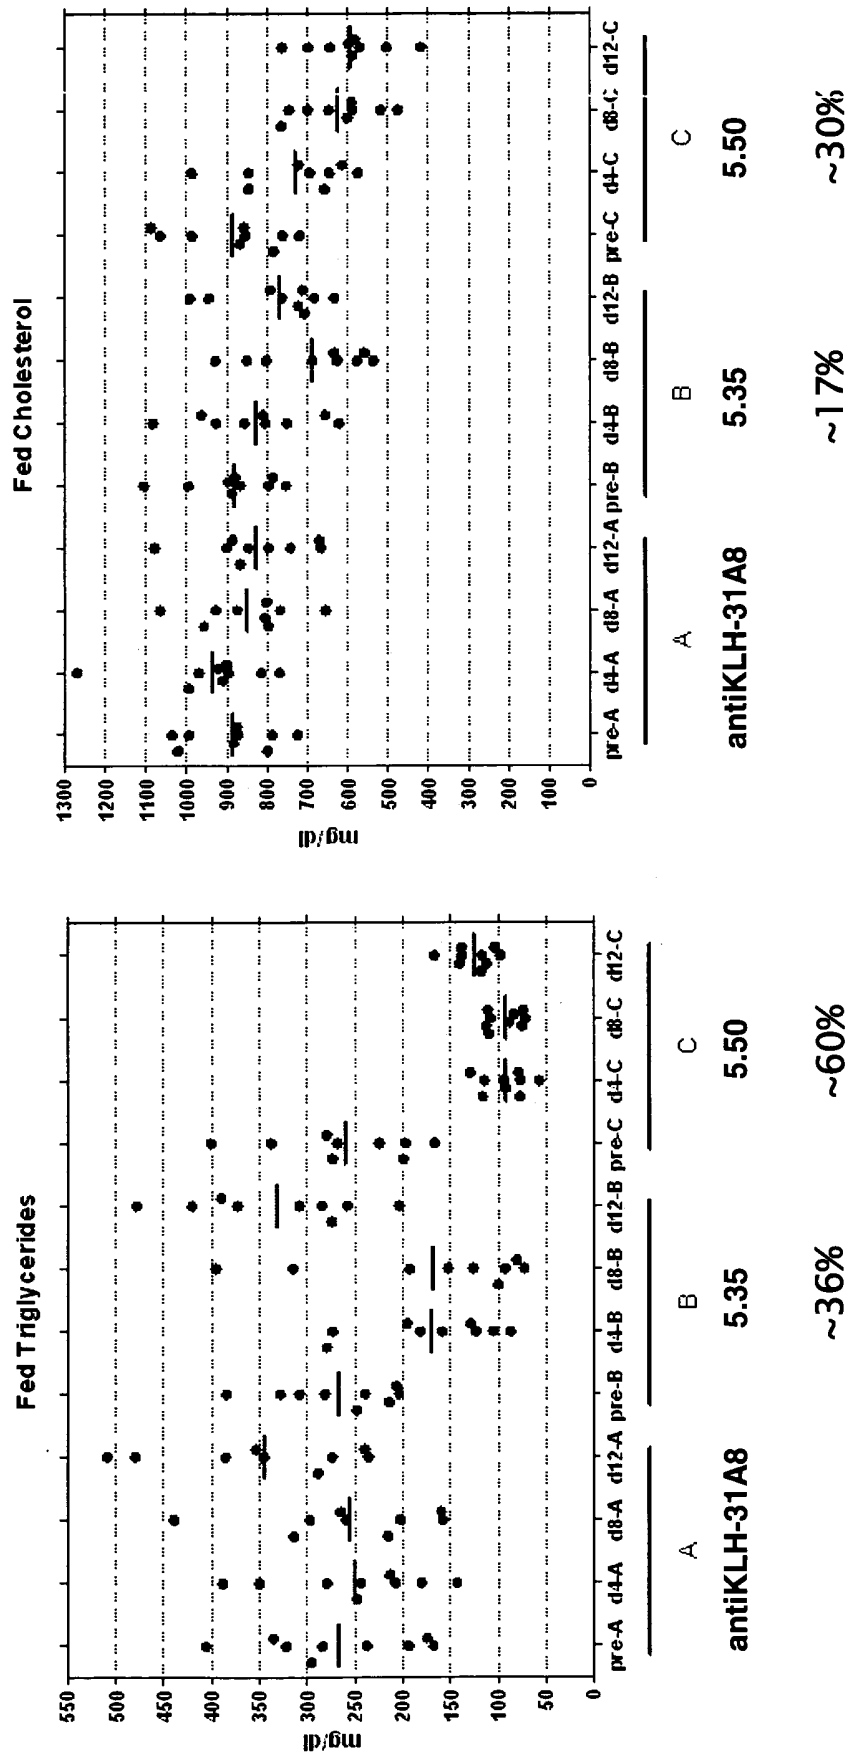 Fed Triglycerides
mg/dl
550
500
450
400
350
300
250
200
150
100
50
0
pre-A d4-A d8-A d12-A pre-B d4-B d8-B d12-B pre-C d4-C d8-C d12-C
A B C
antiKLH-31A8 5.35 5.50
~36% ~60%
Fed Cholesterol
mg/dl
1300
1200
1100
1000
900
800
700
600
500
400
300
200
100
0
pre-A d4-A d8-A d12-A pre-B d4-B d8-B d12-B pre-C d4-C d8-C d12-C
A B C
antiKLH-31A8 5.35 5.50
~17% ~30%